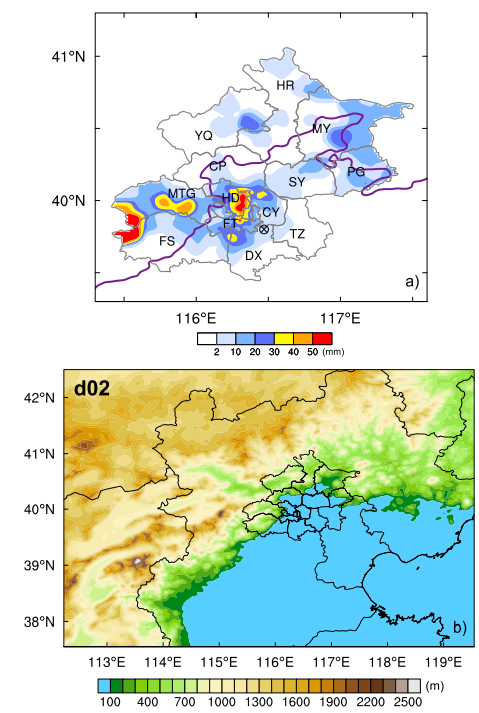 41°N
HR
MY
YQ
CP
PG
SY
MTG
40°N
HD
CY
FT
TZ
FS
DX
a)
116°E 117°E
2 10 20 30 40 50 (mm)
d02
42°N
41°N
40°N
39°N
38°N
b)
113°E 114°E 115°E 116°E 117°E 118°E 119°E
100 400 700 1000 1300 1600 1900 2200 2500 (m)